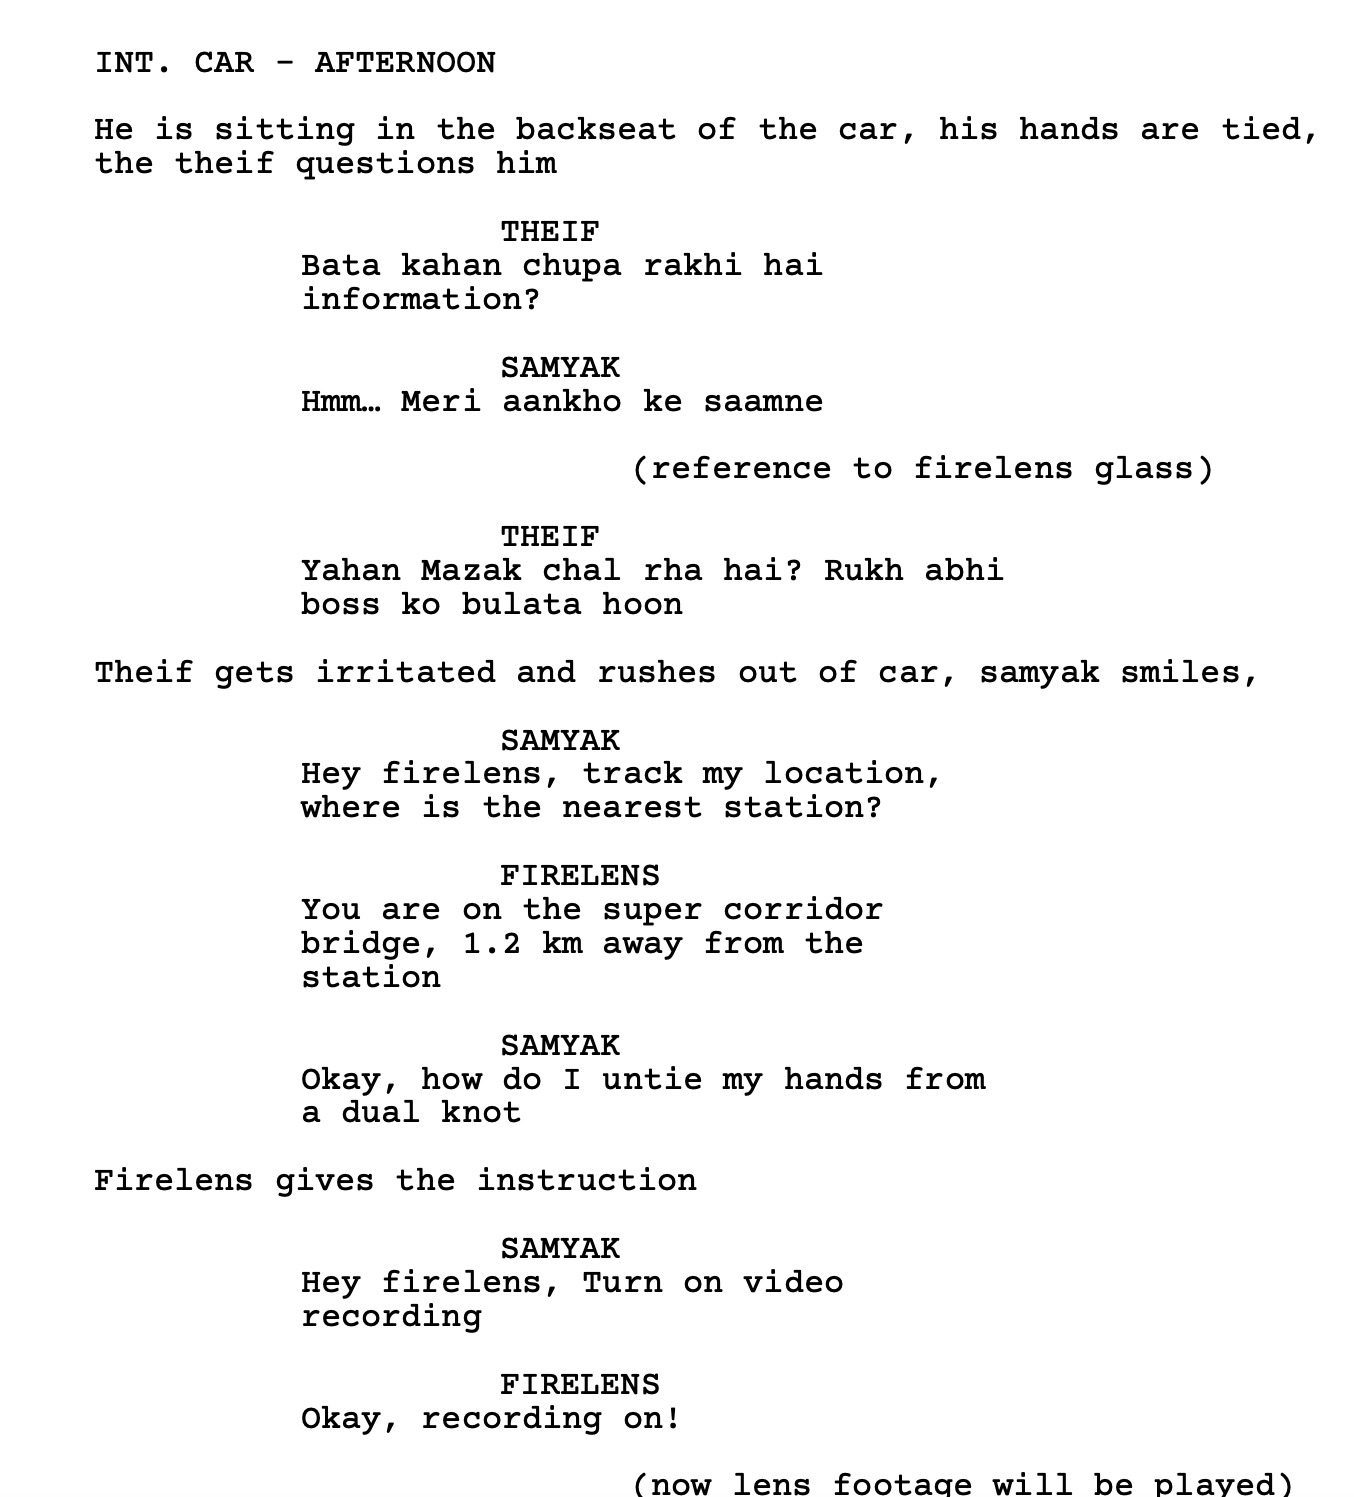 INT. CAR – AFTERNOON
He is sitting in the backseat of the car, his hands are tied,
the theif questions him
THEIF
Bata kahan chupa rakhi hai
information?
SAMYAK
Hmm… Meri aankho ke saamne
(reference to firelens glass)
THEIF
Yahan Mazak chal rha hai? Rukh abhi
boss ko bulata hoon
Theif gets irritated and rushes out of car, samyak smiles,
SAMYAK
Hey firelens, track my location,
where is the nearest station?
FIRELENS
You are on the super corridor
bridge, 1.2 km away from the
station
SAMYAK
Okay, how do I untie my hands from
a dual knot
Firelens gives the instruction
SAMYAK
Hey firelens, Turn on video
recording
FIRELENS
Okay, recording on!
(now lens footage will be played)